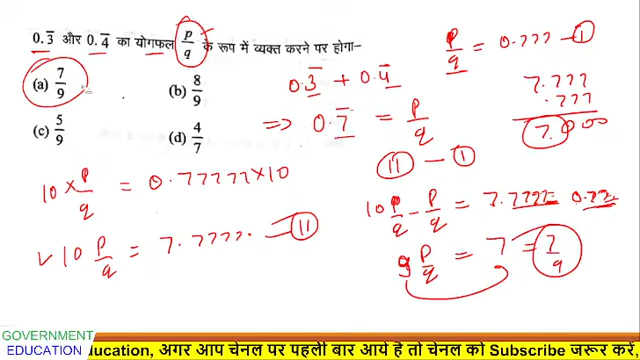 0.3̅ और 0.4̅ का योगफल p/q के रूप में व्यक्त करने पर होगा–
(a) 7/9 (b) 8/9
(c) 5/9 (d) 4/7
0.3̅ + 0.4̅
⇒ 0.7̅ = p/q
10 × p/q = 0.77777×10
✓ 10 p/q = 7.7777. – (11)
p/q = 0.777 – (1)
7.777
.777
7.000
(11) – (1)
10 p/q – p/q = 7.7777 – 0.77
9 p/q = 7 = 7/9
GOVERNMENT
EDUCATION
ducation, अगर आप चेनल पर पहली बार आये है तो चेनल को Subscribe जरूर करें,